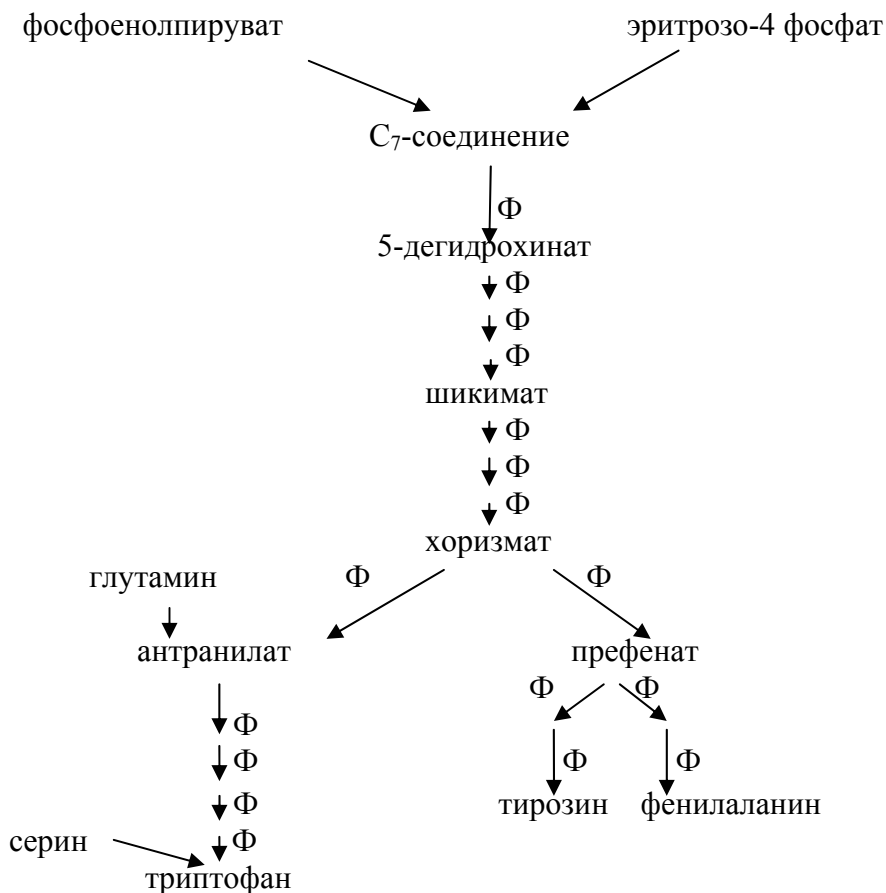 фосфоенолпируват эритрозо-4 фосфат
С₇-соединение
Ф
5-дегидрохинат
Ф
Ф
Ф
шикимат
Ф
Ф
Ф
хоризмат
Ф Ф
глутамин
антранилат префенат
Ф Ф
Ф
Ф Ф Ф
Ф тирозин фенилаланин
серин Ф
триптофан